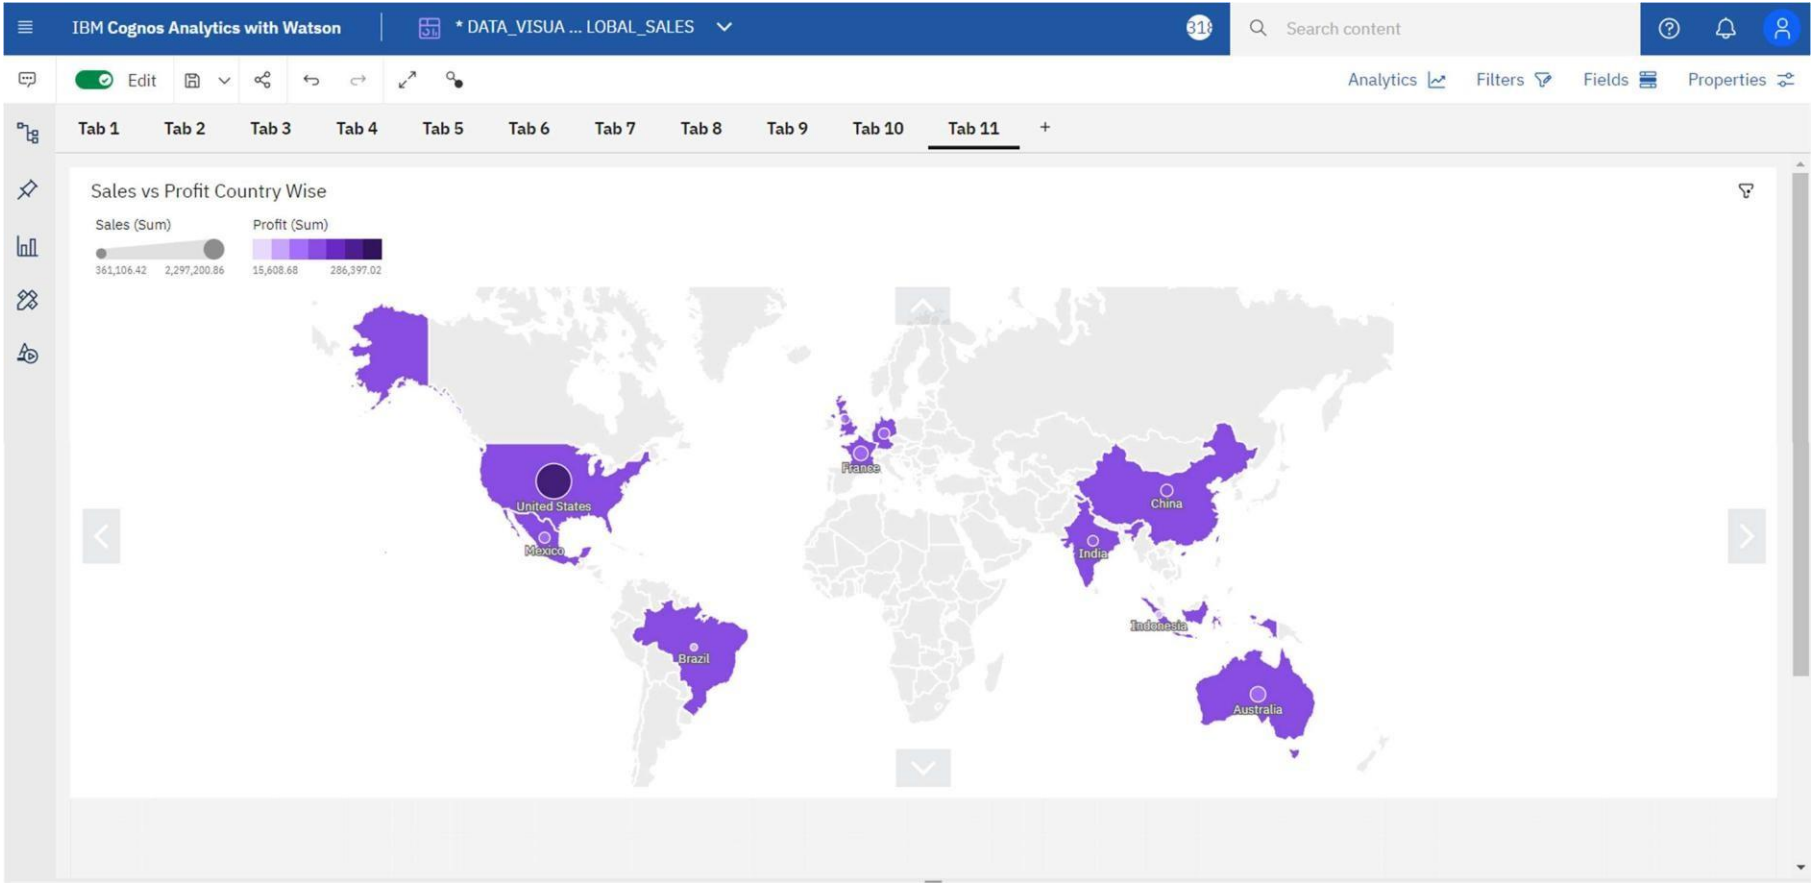 IBM Cognos Analytics with Watson
* DATA_VISUA ... LOBAL_SALES
Search content
Edit
Analytics
Filters
Fields
Properties
Tab 1
Tab 2
Tab 3
Tab 4
Tab 5
Tab 6
Tab 7
Tab 8
Tab 9
Tab 10
Tab 11
+
Sales vs Profit Country Wise
Sales (Sum)
Profit (Sum)
361,106.42
2,297,200.86
15,608.68
286,397.02
France
United States
China
Mexico
India
Indonesia
Brazil
Australia